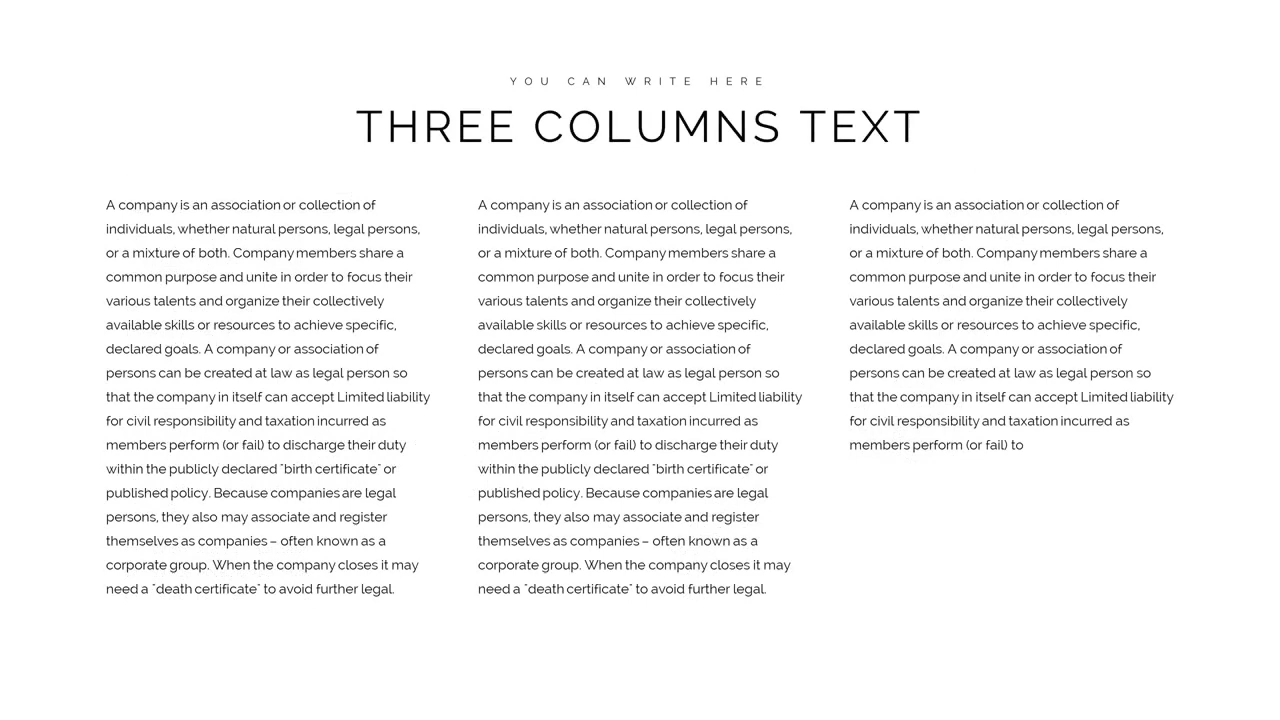 YOU CAN WRITE HERE
THREE COLUMNS TEXT
A company is an association or collection of
individuals, whether natural persons, legal persons,
or a mixture of both. Company members share a
common purpose and unite in order to focus their
various talents and organize their collectively
available skills or resources to achieve specific,
declared goals. A company or association of
persons can be created at law as legal person so
that the company in itself can accept Limited liability
for civil responsibility and taxation incurred as
members perform (or fail) to discharge their duty
within the publicly declared "birth certificate" or
published policy. Because companies are legal
persons, they also may associate and register
themselves as companies – often known as a
corporate group. When the company closes it may
need a "death certificate" to avoid further legal.
A company is an association or collection of
individuals, whether natural persons, legal persons,
or a mixture of both. Company members share a
common purpose and unite in order to focus their
various talents and organize their collectively
available skills or resources to achieve specific,
declared goals. A company or association of
persons can be created at law as legal person so
that the company in itself can accept Limited liability
for civil responsibility and taxation incurred as
members perform (or fail) to discharge their duty
within the publicly declared "birth certificate" or
published policy. Because companies are legal
persons, they also may associate and register
themselves as companies – often known as a
corporate group. When the company closes it may
need a "death certificate" to avoid further legal.
A company is an association or collection of
individuals, whether natural persons, legal persons,
or a mixture of both. Company members share a
common purpose and unite in order to focus their
various talents and organize their collectively
available skills or resources to achieve specific,
declared goals. A company or association of
persons can be created at law as legal person so
that the company in itself can accept Limited liability
for civil responsibility and taxation incurred as
members perform (or fail) to